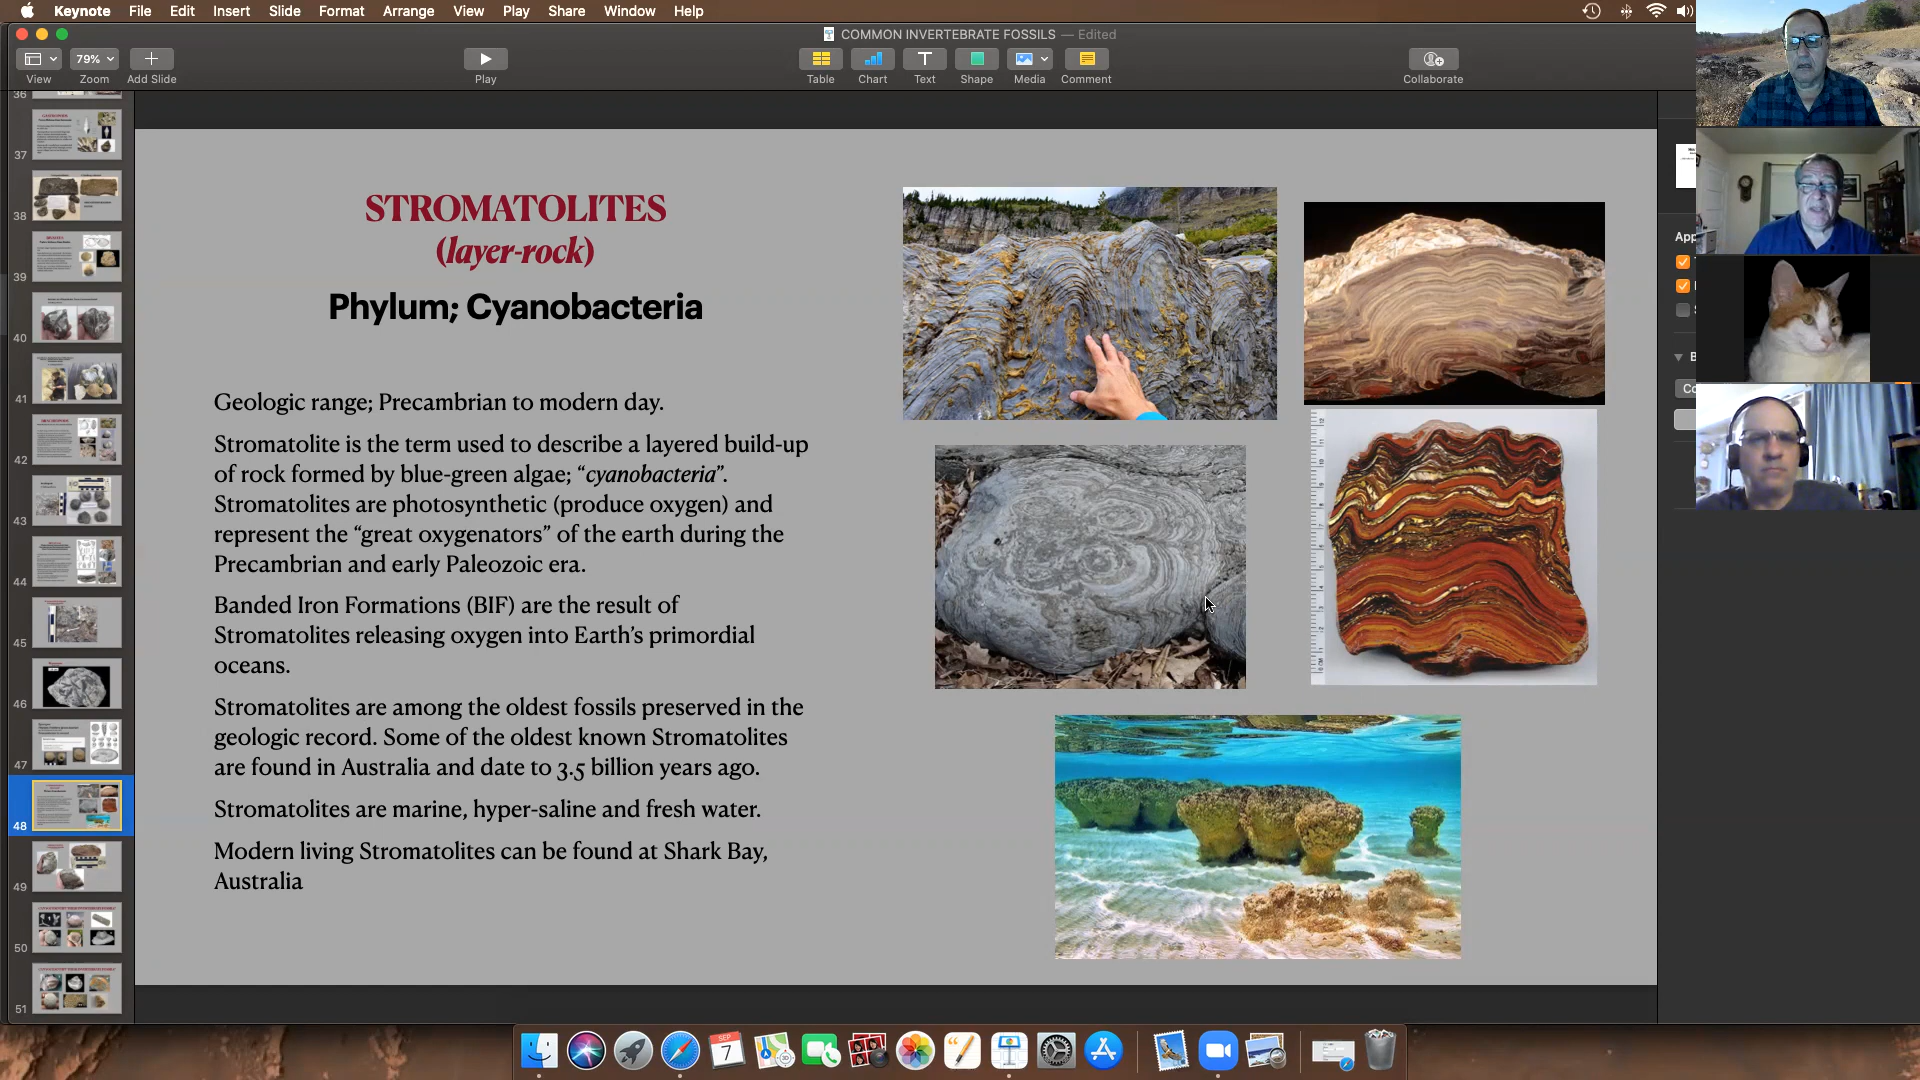 Keynote File Edit Insert Slide Format Arrange View Play Share Window Help
COMMON INVERTEBRATE FOSSILS — Edited
79%
View Zoom Add Slide Play Table Chart Text Shape Media Comment Collaborate
36
37
38
39
40
41
42
43
44
45
46
47
48
49
50
51
STROMATOLITES
(layer-rock)
Phylum; Cyanobacteria
Geologic range; Precambrian to modern day.
Stromatolite is the term used to describe a layered build-up
of rock formed by blue-green algae; “cyanobacteria”.
Stromatolites are photosynthetic (produce oxygen) and
represent the “great oxygenators” of the earth during the
Precambrian and early Paleozoic era.
Banded Iron Formations (BIF) are the result of
Stromatolites releasing oxygen into Earth’s primordial
oceans.
Stromatolites are among the oldest fossils preserved in the
geologic record. Some of the oldest known Stromatolites
are found in Australia and date to 3.5 billion years ago.
Stromatolites are marine, hyper-saline and fresh water.
Modern living Stromatolites can be found at Shark Bay,
Australia
SEP
7